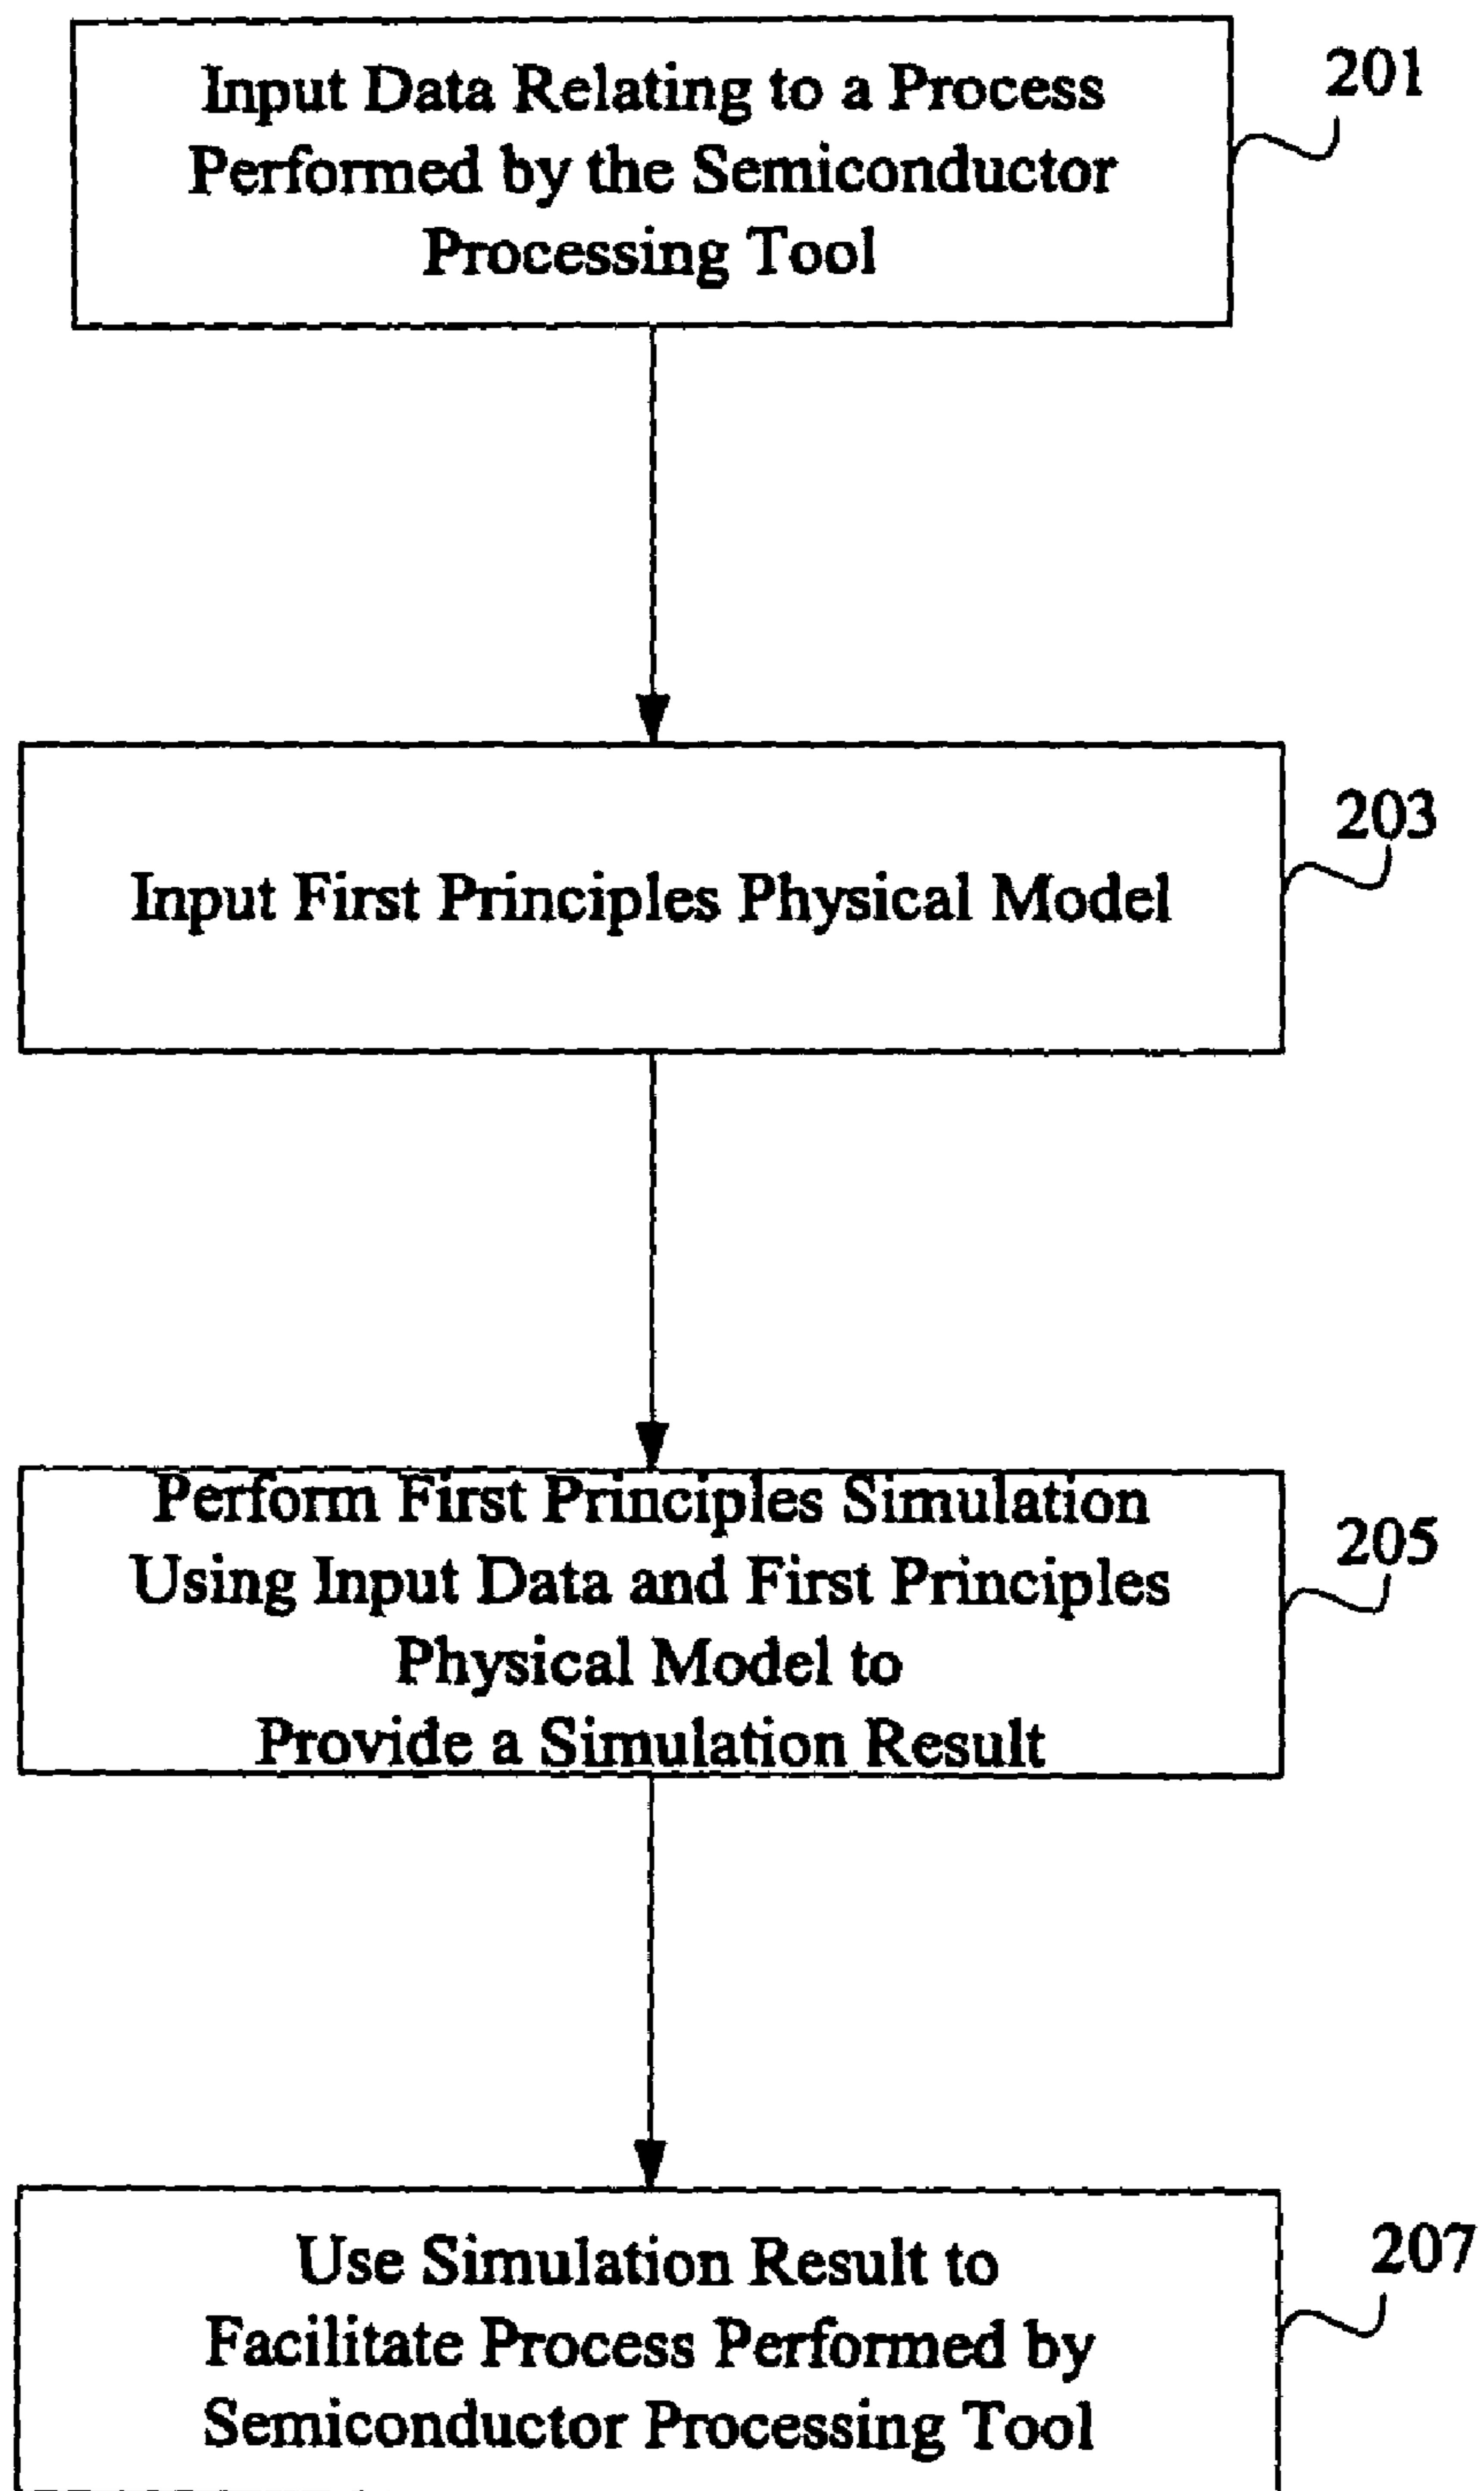 Input Data Relating to a Process
Performed by the Semiconductor
Processing Tool
201
Input First Principles Physical Model
203
Perform First Principles Simulation
Using Input Data and First Principles
Physical Model to
Provide a Simulation Result
205
Use Simulation Result to
Facilitate Process Performed by
Semiconductor Processing Tool
207